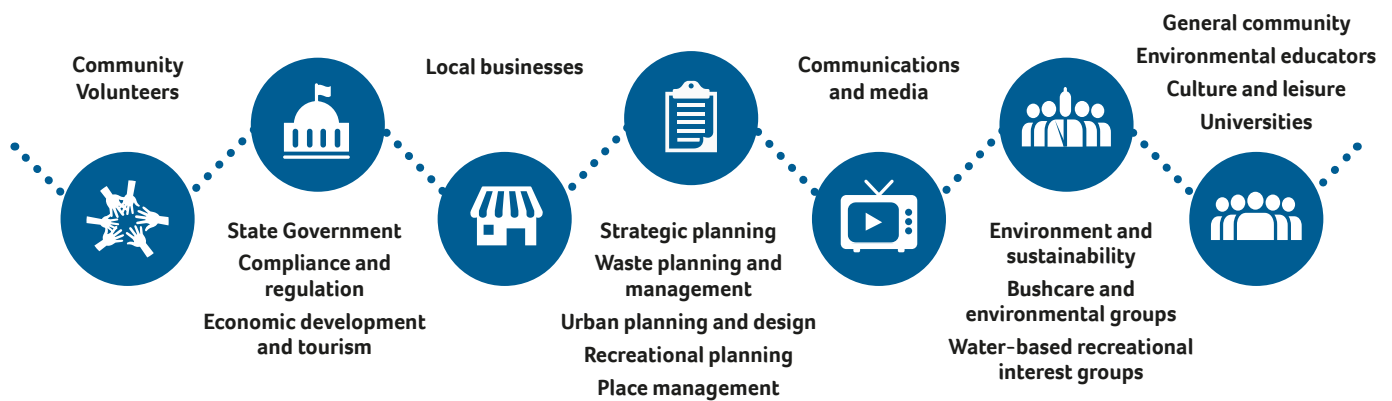 Community
Volunteers
State Government
Compliance and
regulation
Economic development
and tourism
Local businesses
Strategic planning
Waste planning and
management
Urban planning and design
Recreational planning
Place management
Communications
and media
Environment and
sustainability
Bushcare and
environmental groups
Water-based recreational
interest groups
General community
Environmental educators
Culture and leisure
Universities